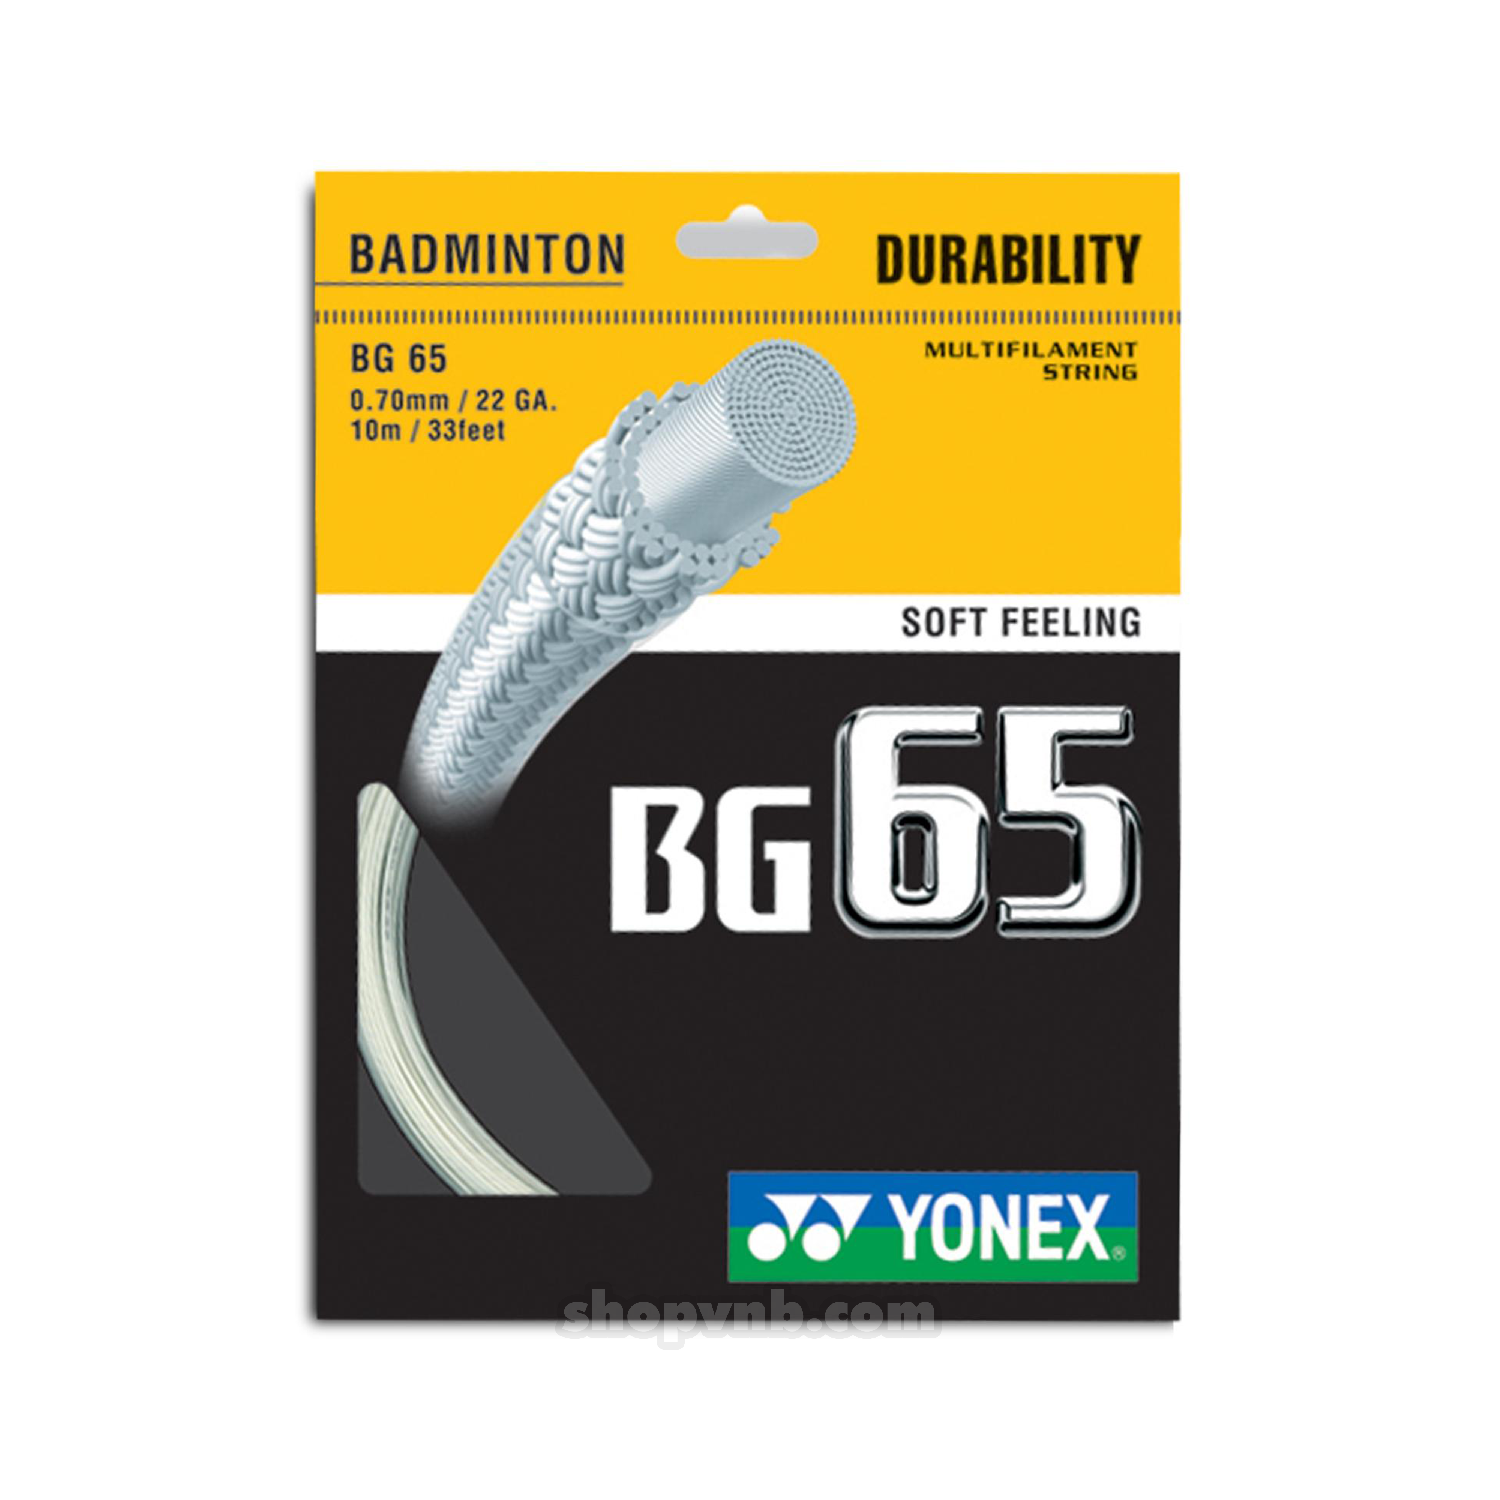 BADMINTON
DURABILITY
BG 65
0.70mm / 22 GA.
10m / 33feet
MULTIFILAMENT
STRING
SOFT FEELING
BG65
YONEX®
shopvnb.com